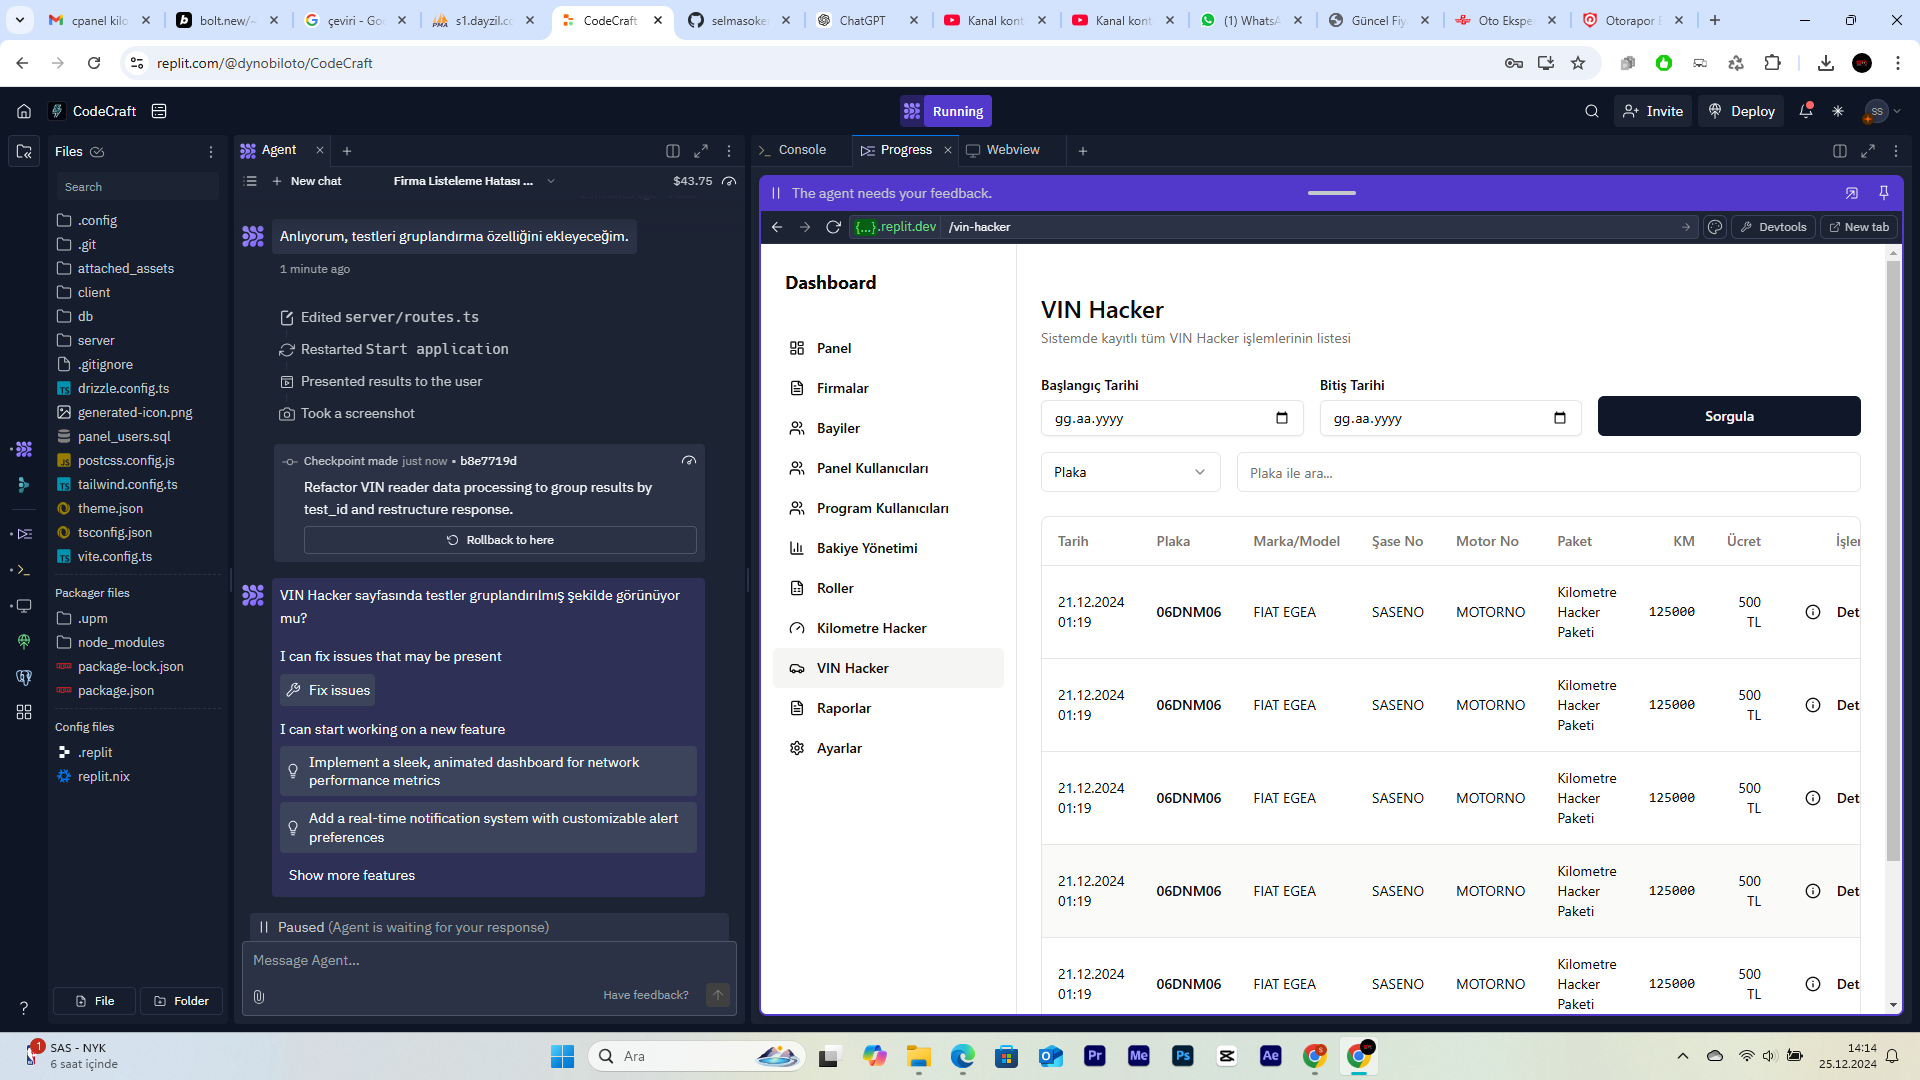 cpanel kilo
bolt.new/~
çeviri - Go
s1.dayzil.c
CodeCraft
selmasoke
ChatGPT
Kanal kont
Kanal kont
(1) WhatsA
Güncel Fiy
Oto Ekspe
Otorapor
replit.com/@dynobiloto/CodeCraft
CodeCraft
Running
Invite
Deploy
SS
Files
Search
.config
.git
attached_assets
client
db
server
.gitignore
drizzle.config.ts
generated-icon.png
panel_users.sql
postcss.config.js
tailwind.config.ts
theme.json
tsconfig.json
vite.config.ts
Packager files
.upm
node_modules
package-lock.json
package.json
Config files
.replit
replit.nix
File
Folder
Agent
New chat
Firma Listeleme Hatası ...
$43.75
Anlıyorum, testleri gruplandırma özelliğini ekleyeceğim.
1 minute ago
Edited server/routes.ts
Restarted Start application
Presented results to the user
Took a screenshot
Checkpoint made just now • b8e7719d
Refactor VIN reader data processing to group results by
test_id and restructure response.
Rollback to here
VIN Hacker sayfasında testler gruplandırılmış şekilde görünüyor
mu?
I can fix issues that may be present
Fix issues
I can start working on a new feature
Implement a sleek, animated dashboard for network
performance metrics
Add a real-time notification system with customizable alert
preferences
Show more features
Paused (Agent is waiting for your response)
Message Agent...
Have feedback?
Console
Progress
Webview
The agent needs your feedback.
{...}.replit.dev
/vin-hacker
Devtools
New tab
Dashboard
Panel
Firmalar
Bayiler
Panel Kullanıcıları
Program Kullanıcıları
Bakiye Yönetimi
Roller
Kilometre Hacker
VIN Hacker
Raporlar
Ayarlar
VIN Hacker
Sistemde kayıtlı tüm VIN Hacker işlemlerinin listesi
Başlangıç Tarihi
Bitiş Tarihi
gg.aa.yyyy
gg.aa.yyyy
Sorgula
Plaka
Plaka ile ara...
Tarih Plaka Marka/Model Şase No Motor No Paket KM Ücret İşler
21.12.2024 01:19 06DNM06 FIAT EGEA SASENO MOTORNO Kilometre Hacker Paketi 125000 500 TL Det
21.12.2024 01:19 06DNM06 FIAT EGEA SASENO MOTORNO Kilometre Hacker Paketi 125000 500 TL Det
21.12.2024 01:19 06DNM06 FIAT EGEA SASENO MOTORNO Kilometre Hacker Paketi 125000 500 TL Det
21.12.2024 01:19 06DNM06 FIAT EGEA SASENO MOTORNO Kilometre Hacker Paketi 125000 500 TL Det
21.12.2024 01:19 06DNM06 FIAT EGEA SASENO MOTORNO Kilometre Hacker Paketi 125000 500 TL Det
1
SAS - NYK
6 saat içinde
Ara
Pr
Me
Ps
Ae
14:14
25.12.2024